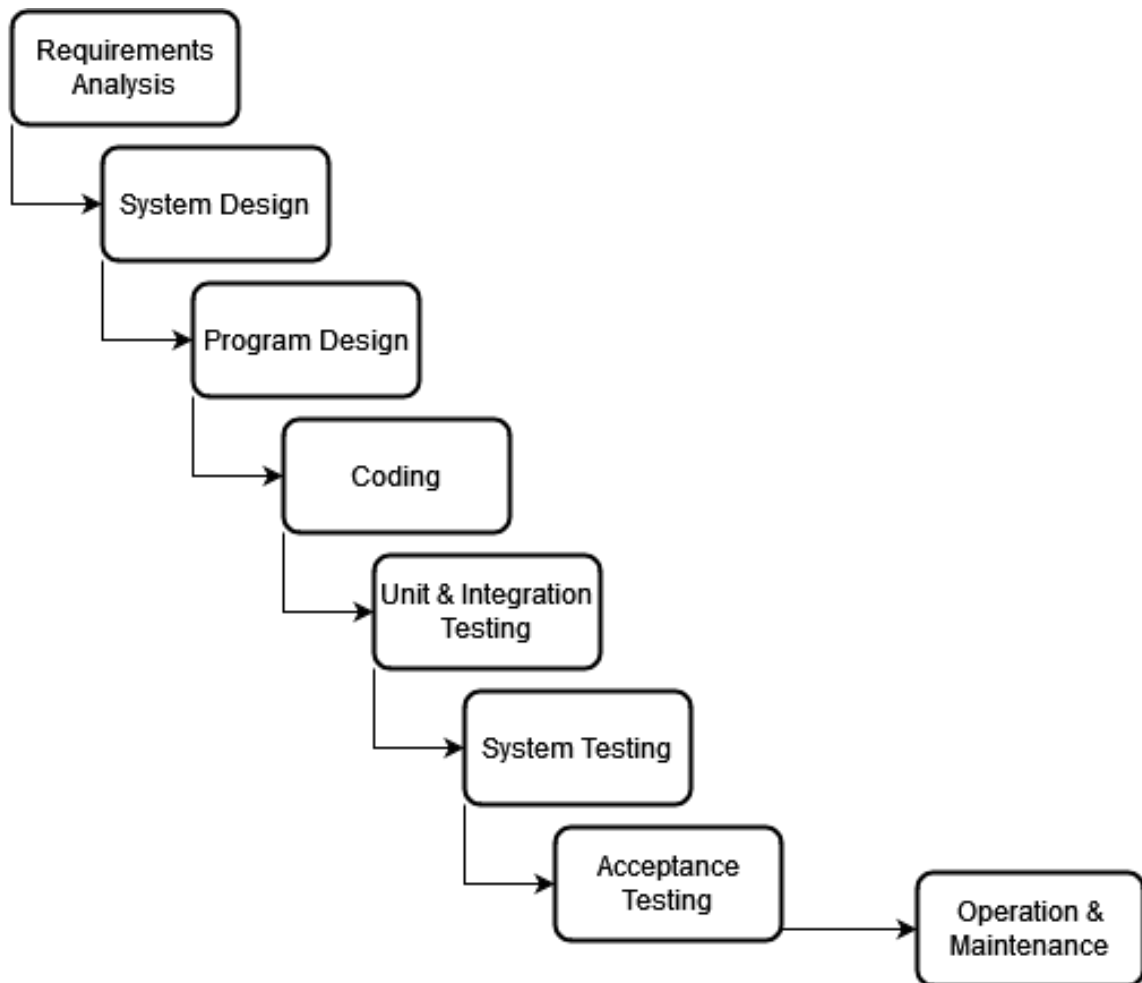 Requirements
Analysis
System Design
Program Design
Coding
Unit & Integration
Testing
System Testing
Acceptance
Testing
Operation &
Maintenance